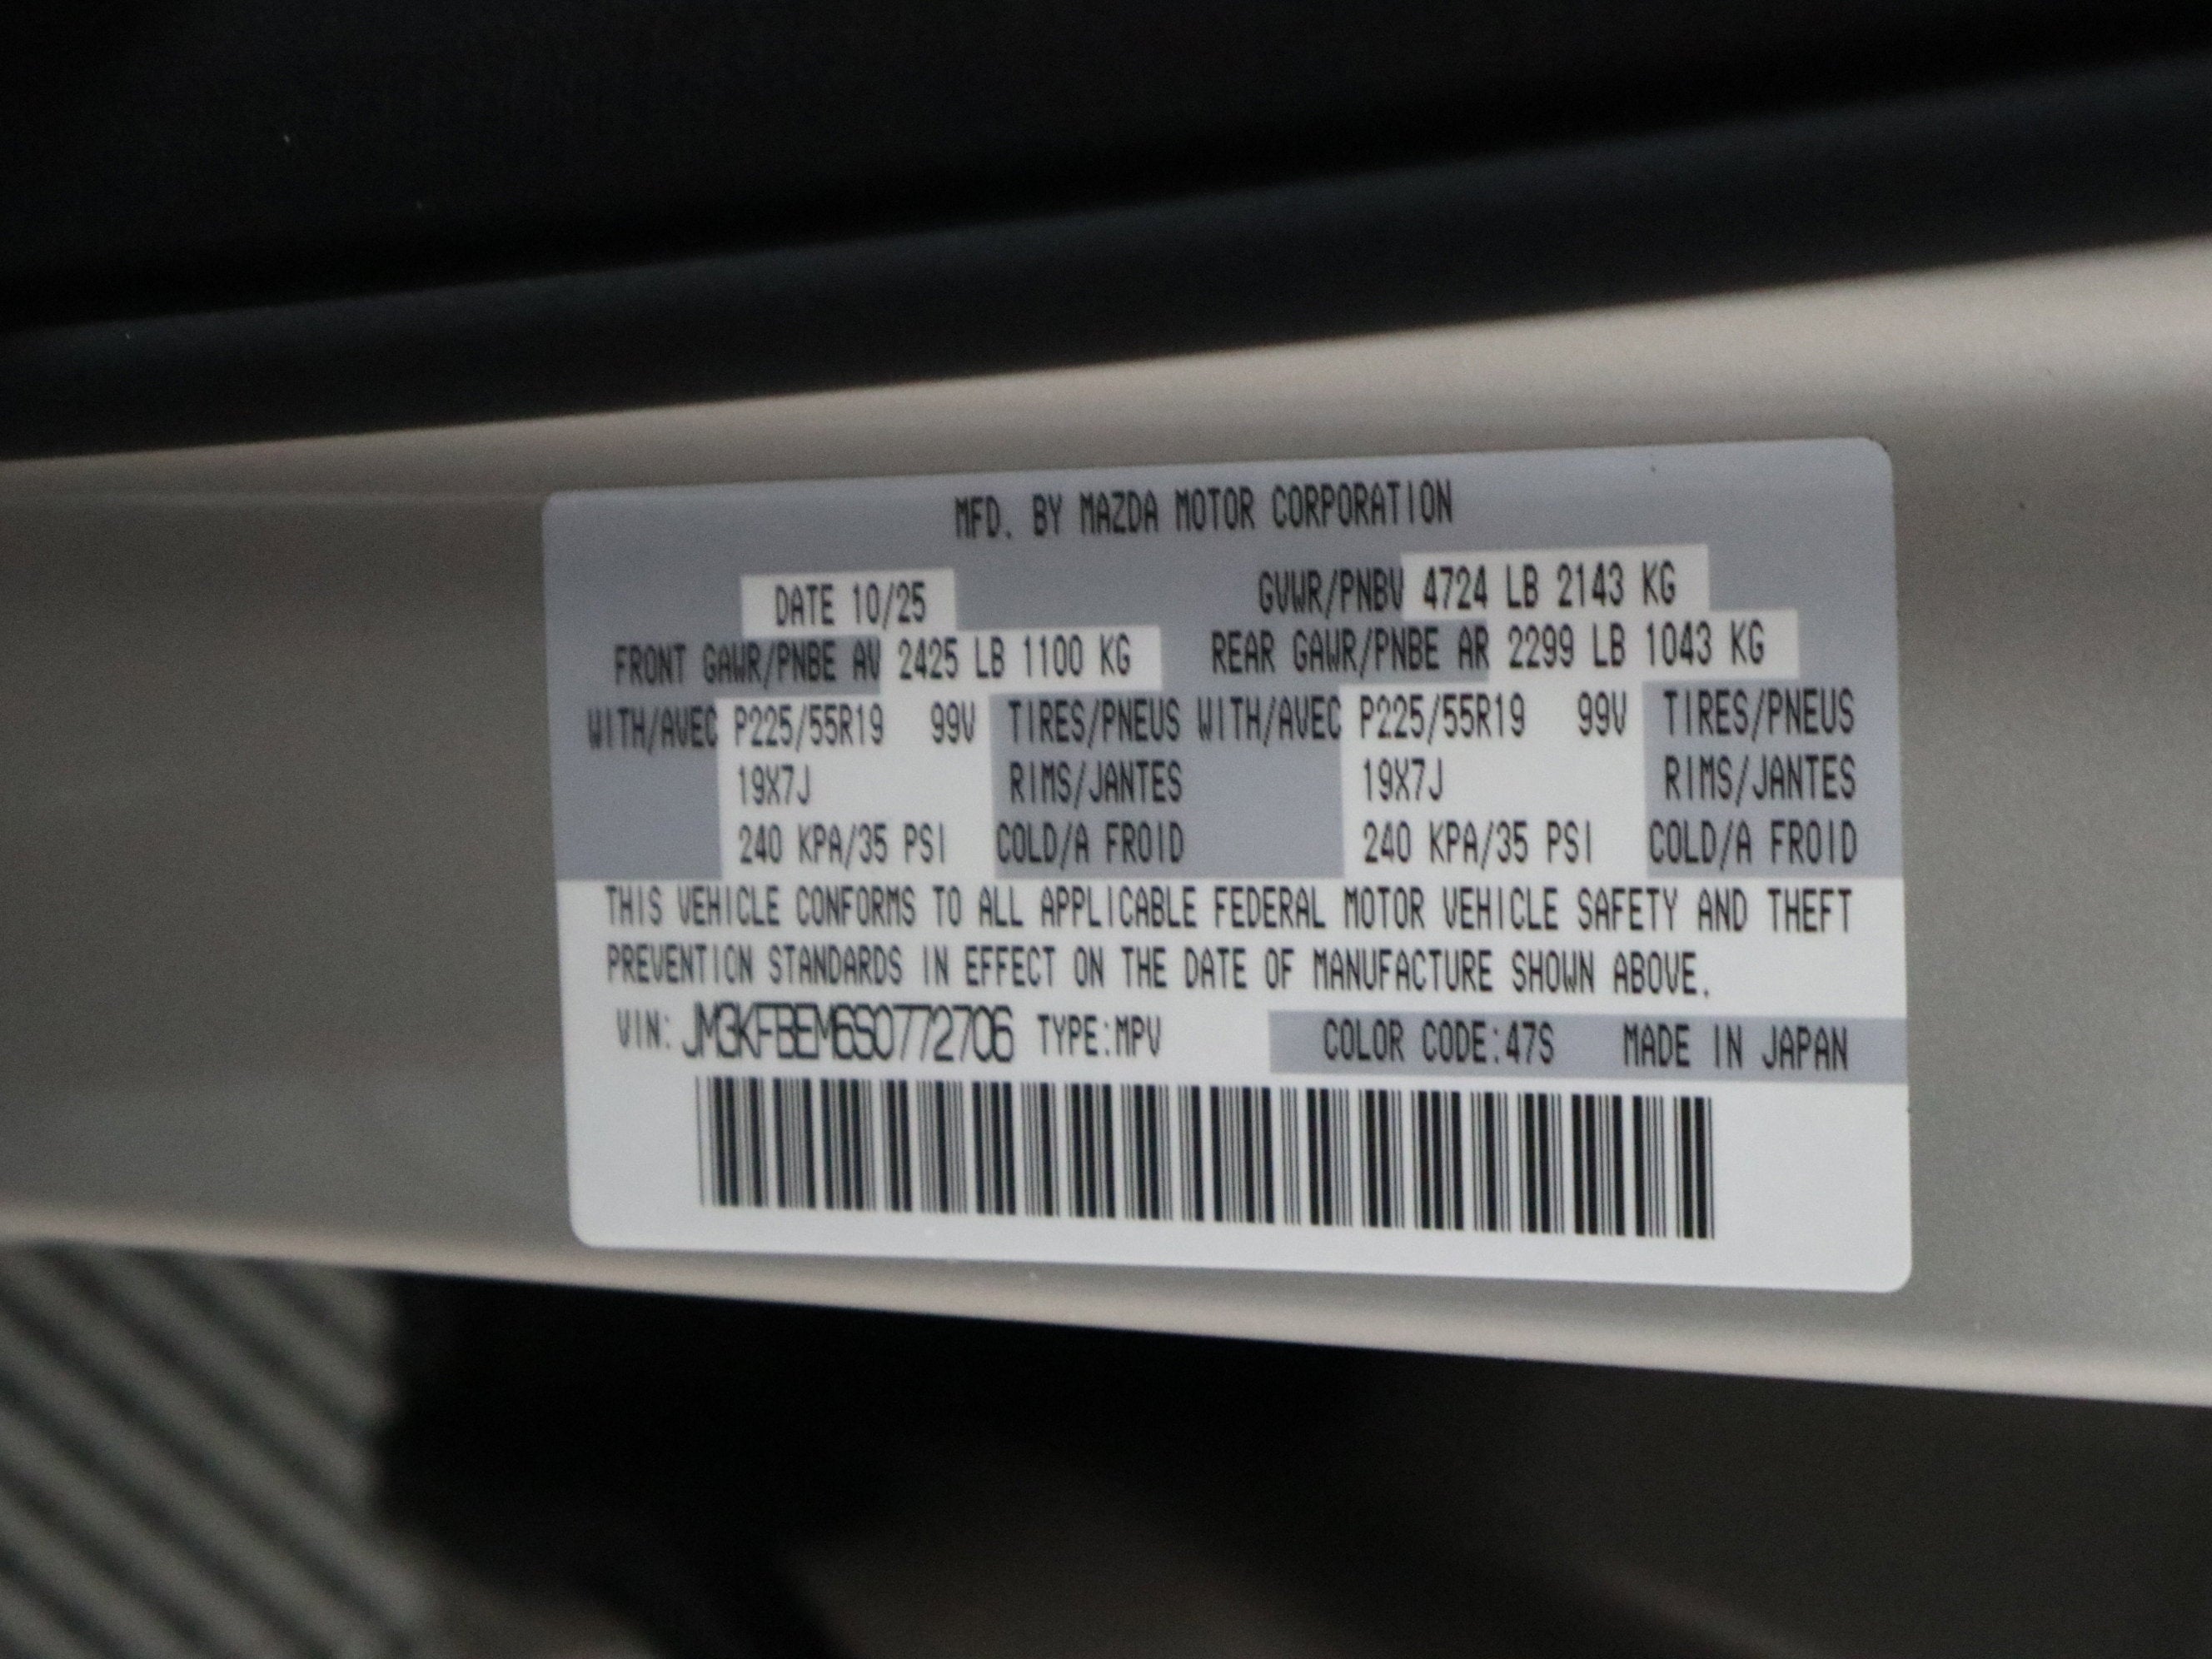 MFD. BY MAZDA MOTOR CORPORATION
DATE 10/25 GVWR/PNBV 4724 LB 2143 KG
FRONT GAWR/PNBE AV 2425 LB 1100 KG REAR GAWR/PNBE AR 2299 LB 1043 KG
WITH/AVEC P225/55R19 99V TIRES/PNEUS WITH/AVEC P225/55R19 99V TIRES/PNEUS
19X7J RIMS/JANTES 19X7J RIMS/JANTES
240 KPA/35 PSI COLD/A FROID 240 KPA/35 PSI COLD/A FROID
THIS VEHICLE CONFORMS TO ALL APPLICABLE FEDERAL MOTOR VEHICLE SAFETY AND THEFT
PREVENTION STANDARDS IN EFFECT ON THE DATE OF MANUFACTURE SHOWN ABOVE.
VIN: JM3KFBEM6S0772706 TYPE:MPV COLOR CODE:47S MADE IN JAPAN